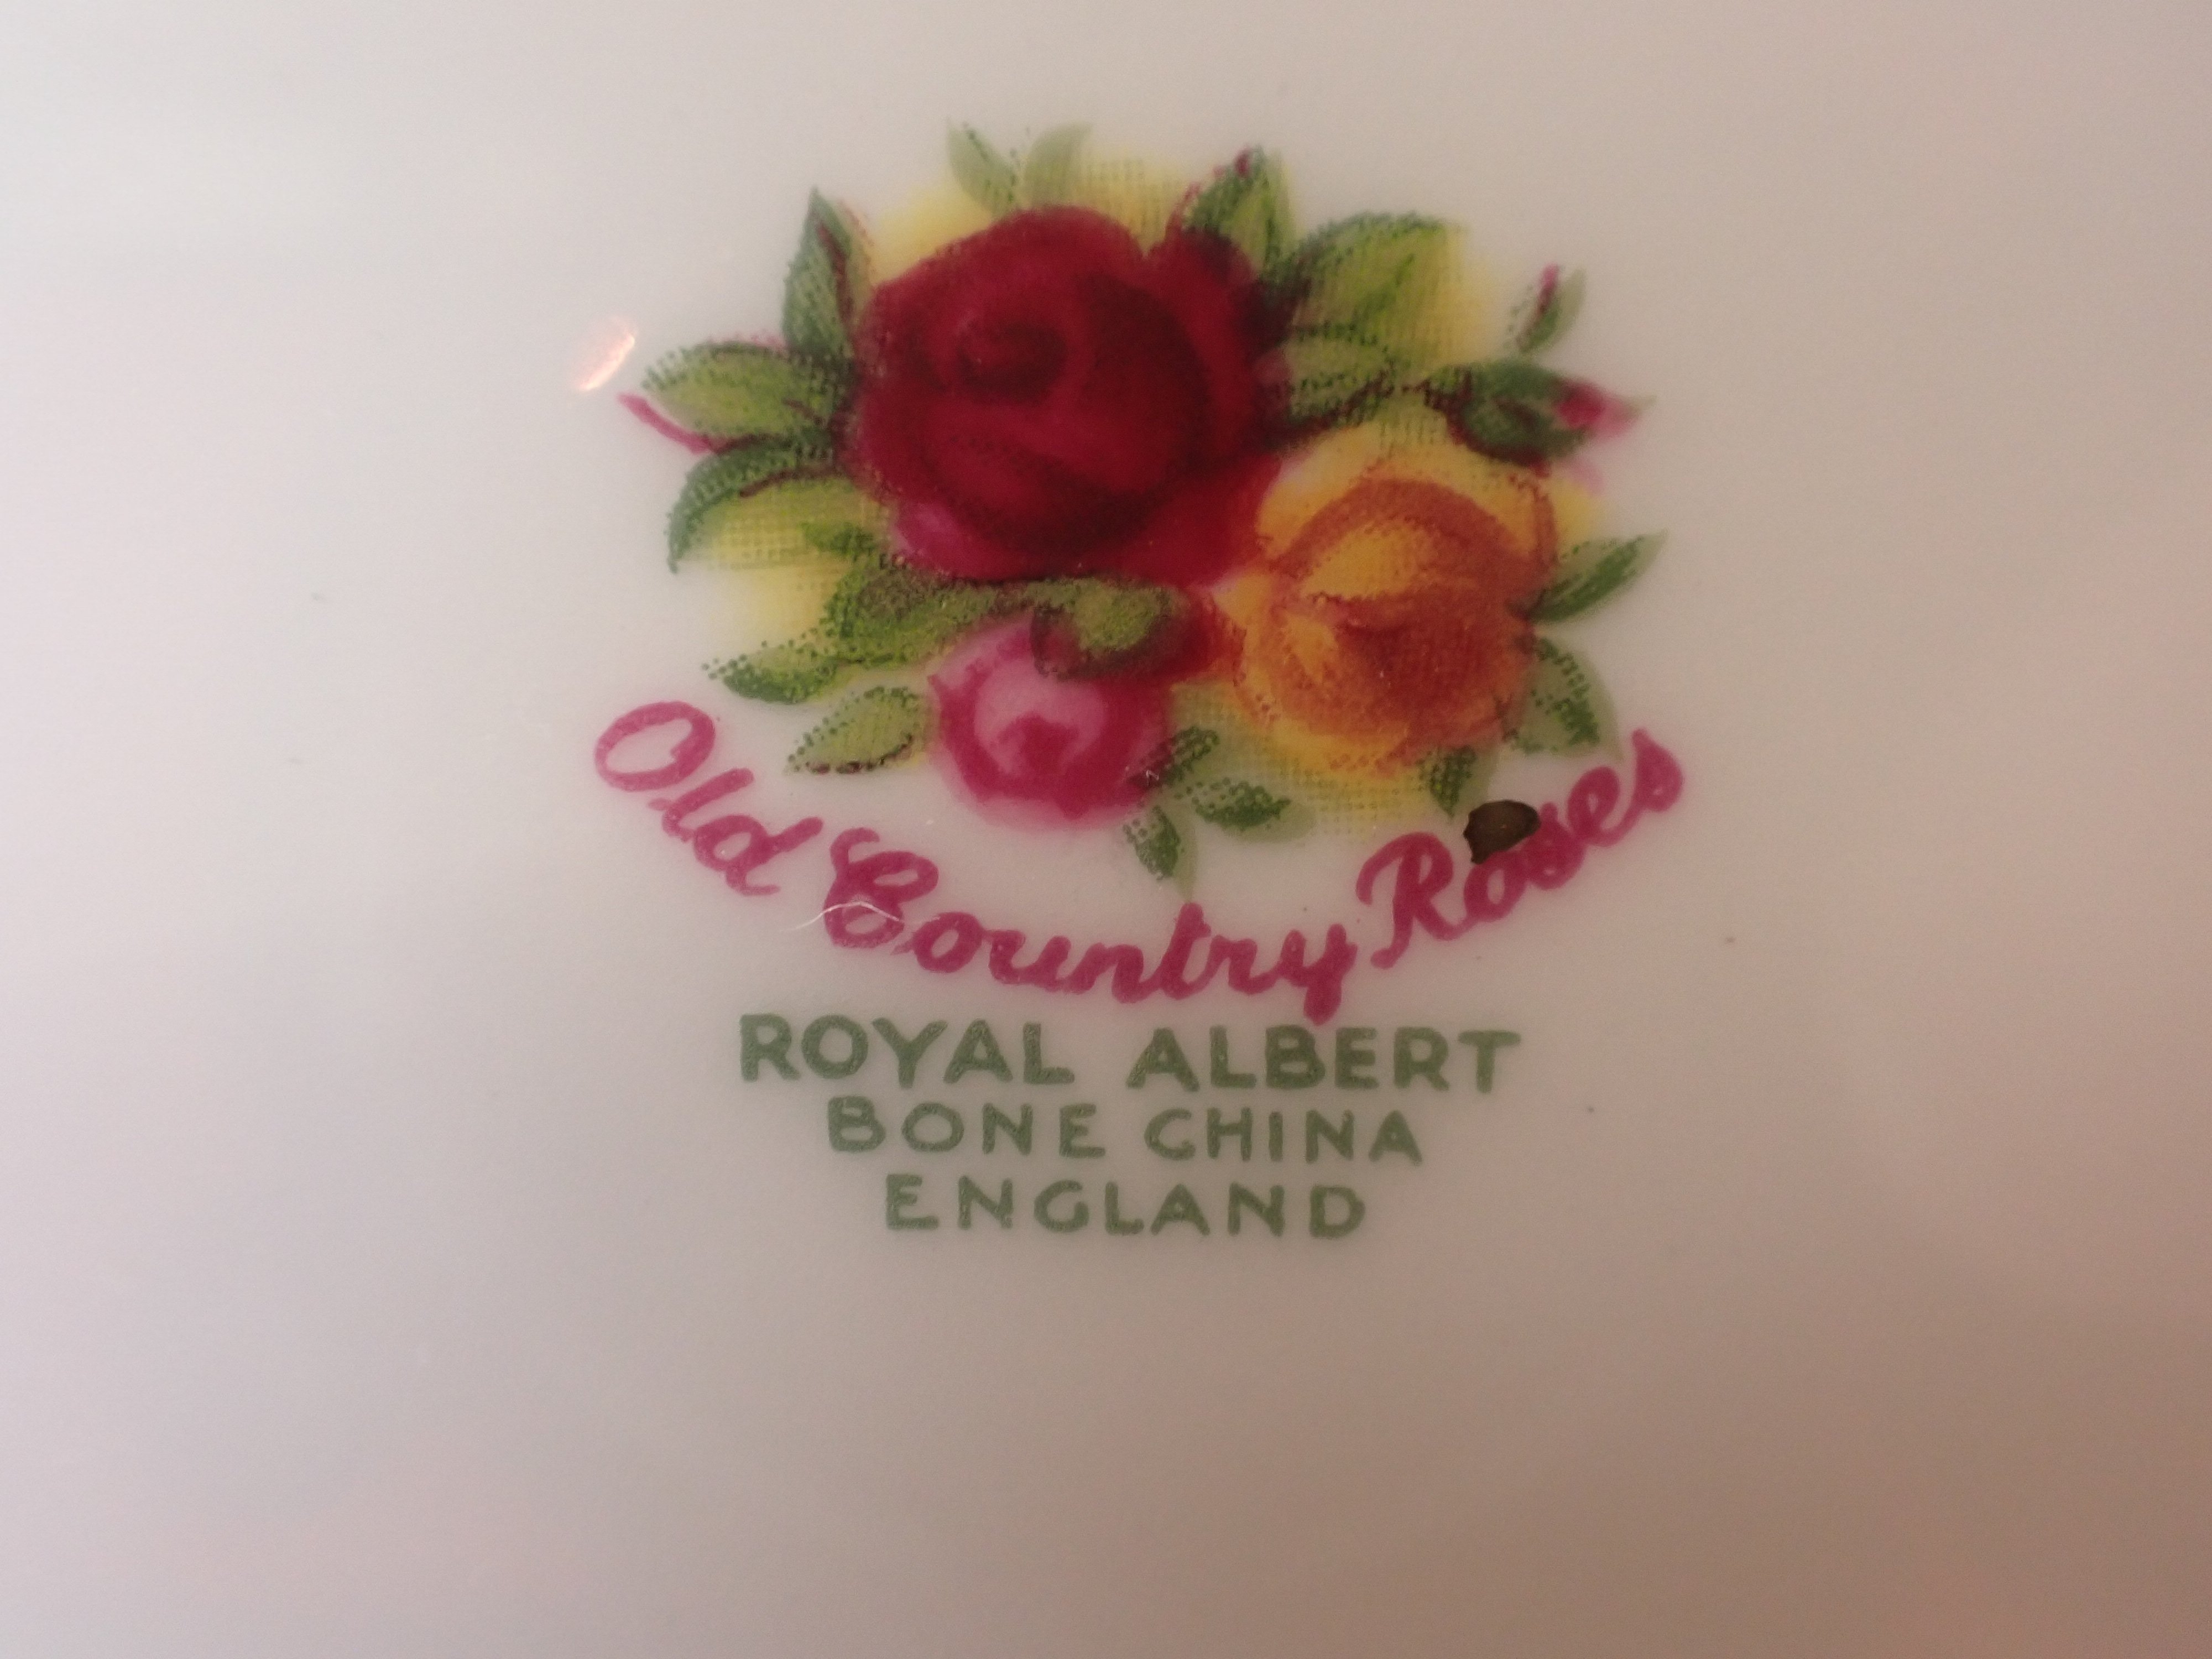 Old Country Roses
ROYAL ALBERT
BONE CHINA
ENGLAND